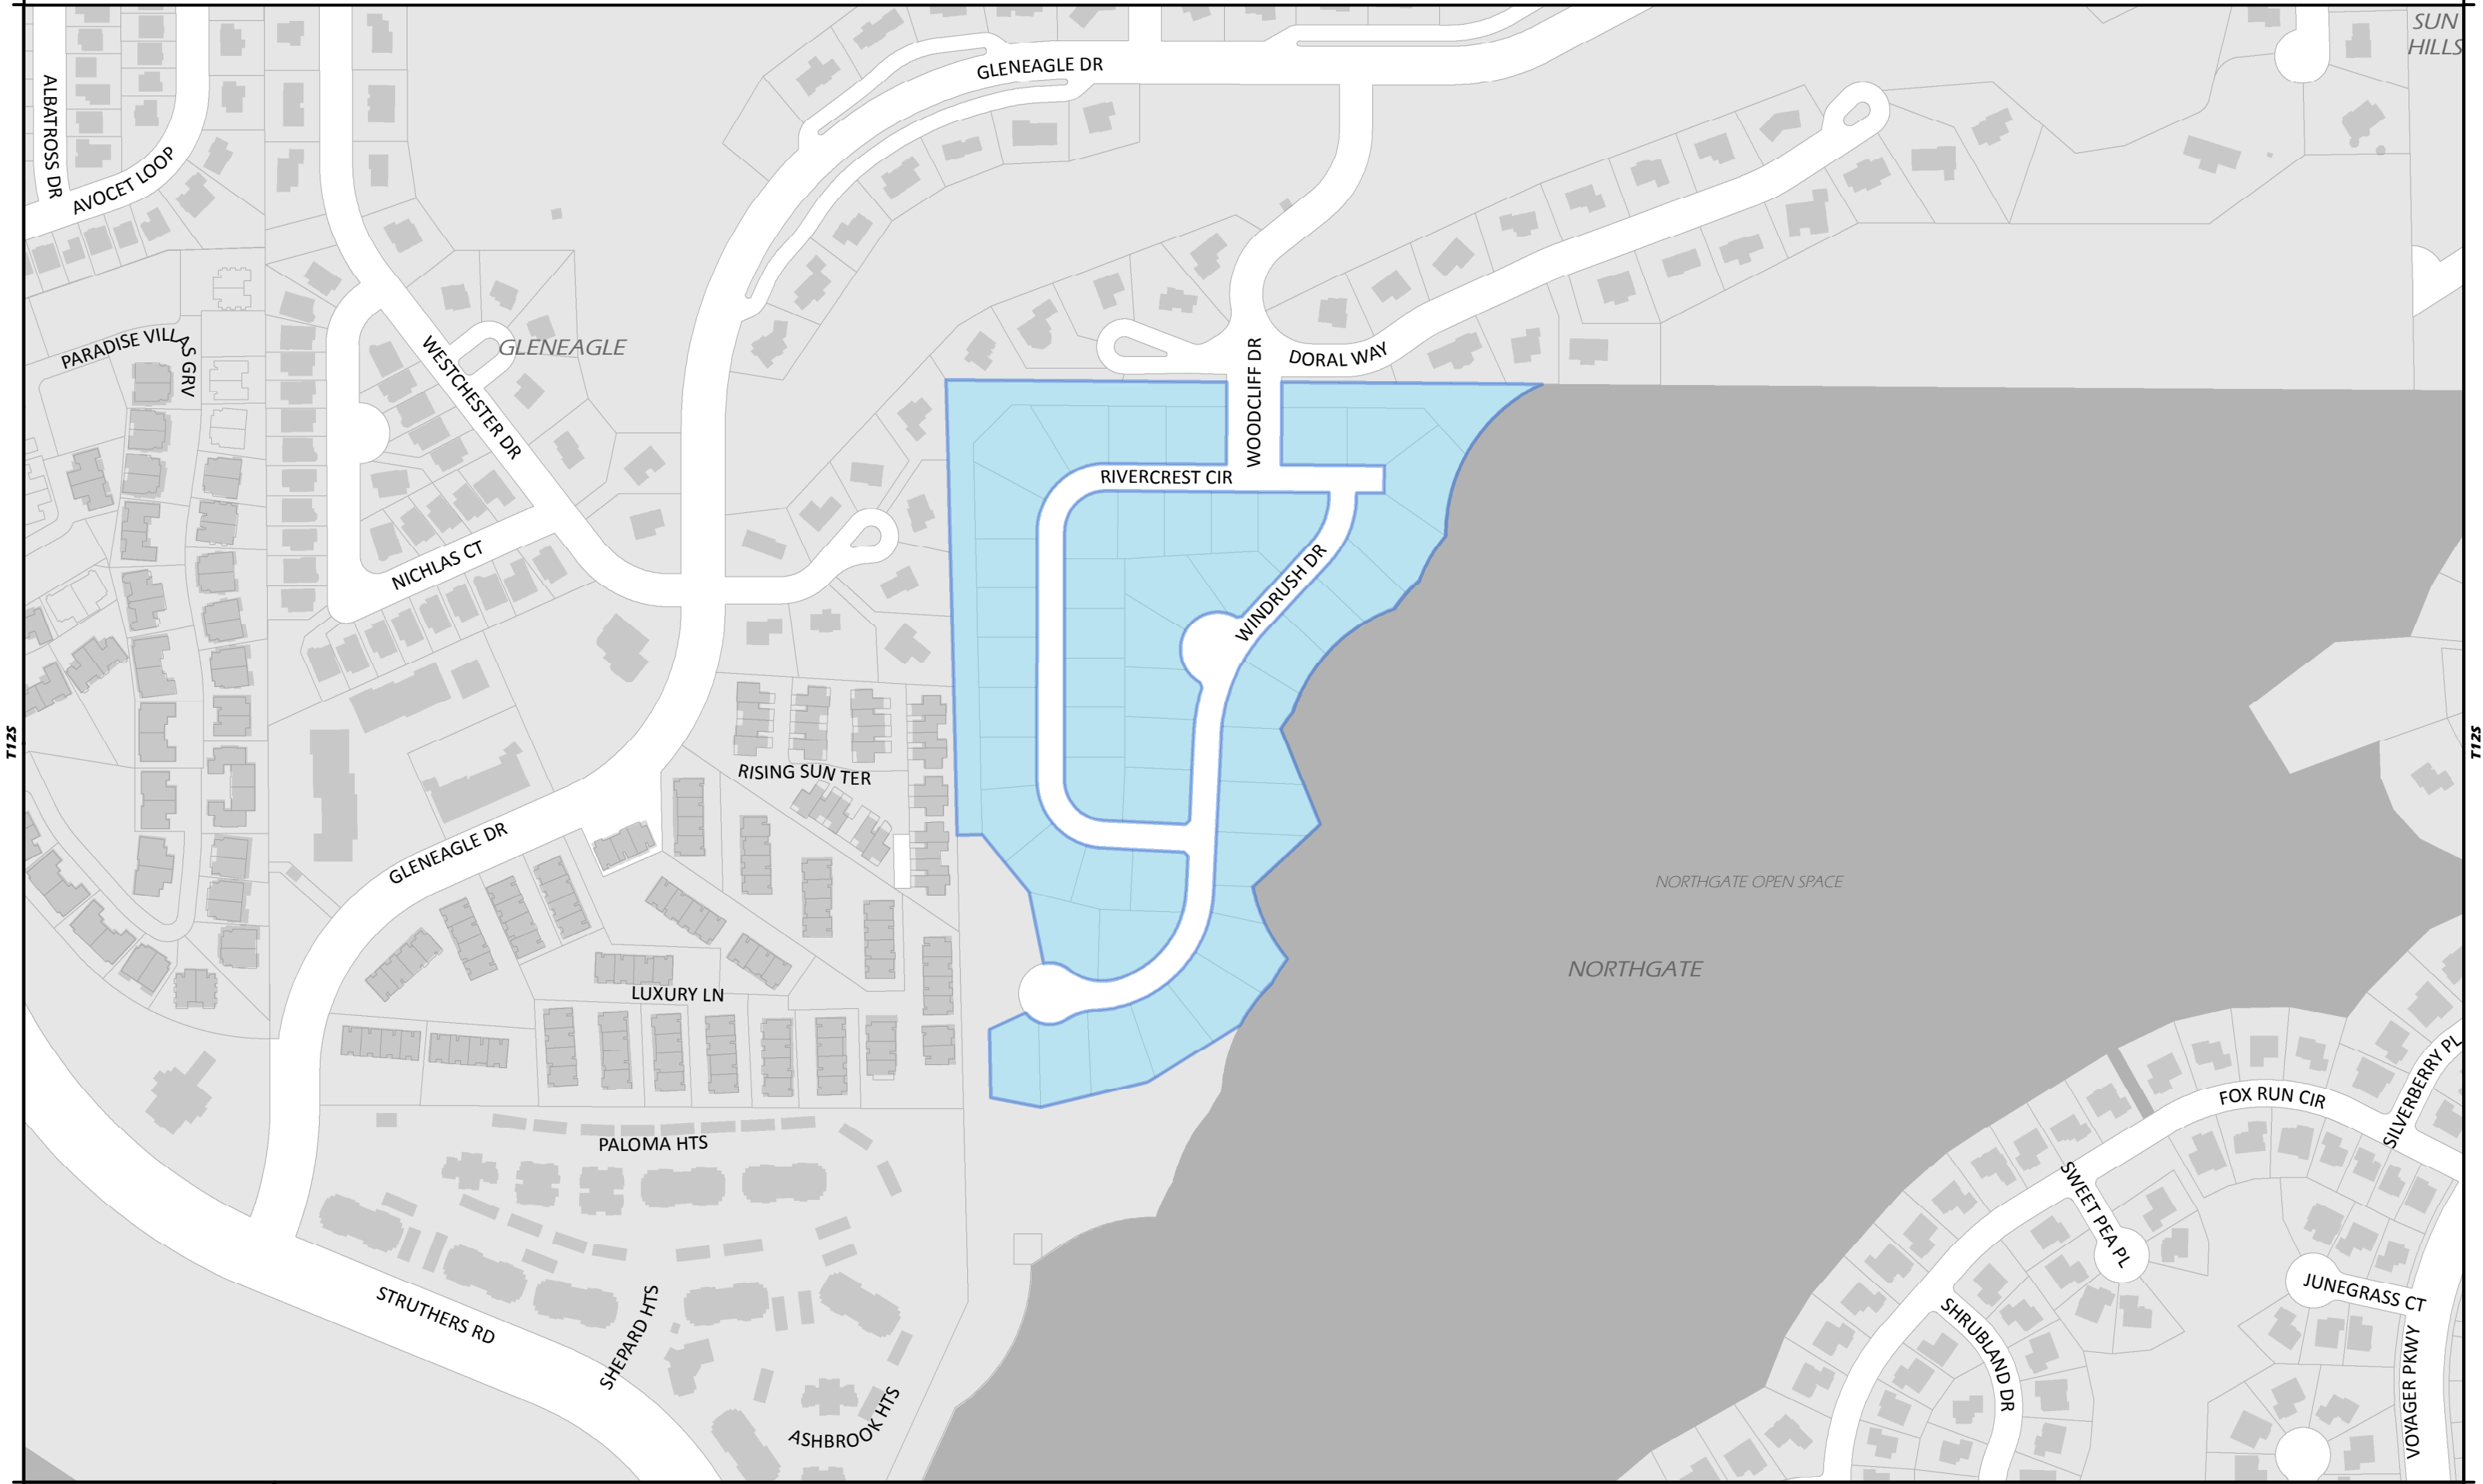 SUN
HILLS
GLENEAGLE DR
ALBATROSS DR
AVOCET LOOP
PARADISE VILLAS GRV
WESTCHESTER DR
GLENEAGLE
WOODCLIFF DR
DORAL WAY
RIVERCREST CIR
NICHLAS CT
WINDRUSH DR
T12S
T12S
RISING SUN TER
GLENEAGLE DR
NORTHGATE OPEN SPACE
NORTHGATE
LUXURY LN
SILVERBERRY PL
FOX RUN CIR
PALOMA HTS
SWEET PEA PL
JUNEGRASS CT
STRUTHERS RD
SHEPARD HTS
SHRUBLAND DR
VOYAGER PKWY
ASHBROOK HTS